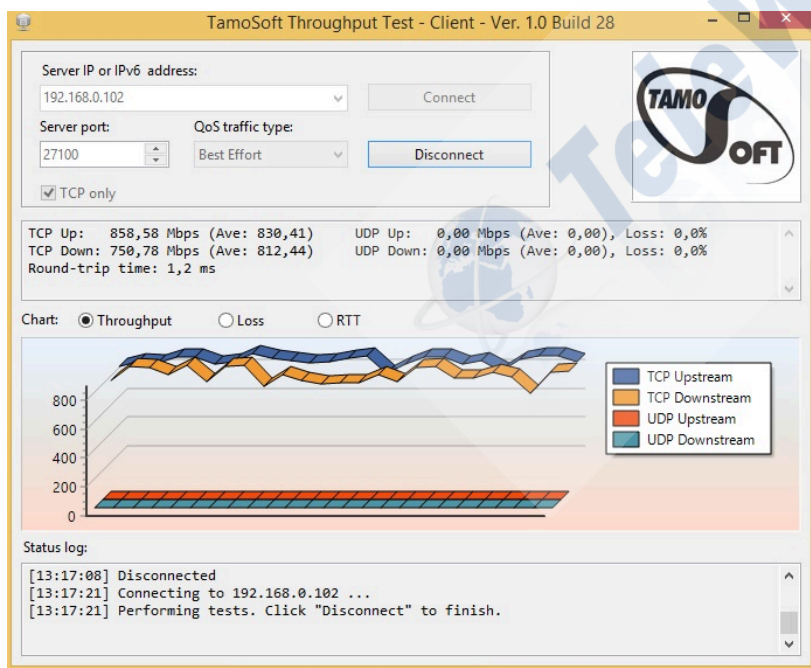 TamoSoft Throughput Test - Client - Ver. 1.0 Build 28
Server IP or IPv6 address:
192.168.0.102
Connect
Server port:
QoS traffic type:
27100
Best Effort
Disconnect
TCP only
TAMO
SOFT
TCP Up: 858,58 Mbps (Ave: 830,41) UDP Up: 0,00 Mbps (Ave: 0,00), Loss: 0,0%
TCP Down: 750,78 Mbps (Ave: 812,44) UDP Down: 0,00 Mbps (Ave: 0,00), Loss: 0,0%
Round-trip time: 1,2 ms
Chart: Throughput Loss RTT
800
600
400
200
0
TCP Upstream
TCP Downstream
UDP Upstream
UDP Downstream
Status log:
[13:17:08] Disconnected
[13:17:21] Connecting to 192.168.0.102 ...
[13:17:21] Performing tests. Click "Disconnect" to finish.